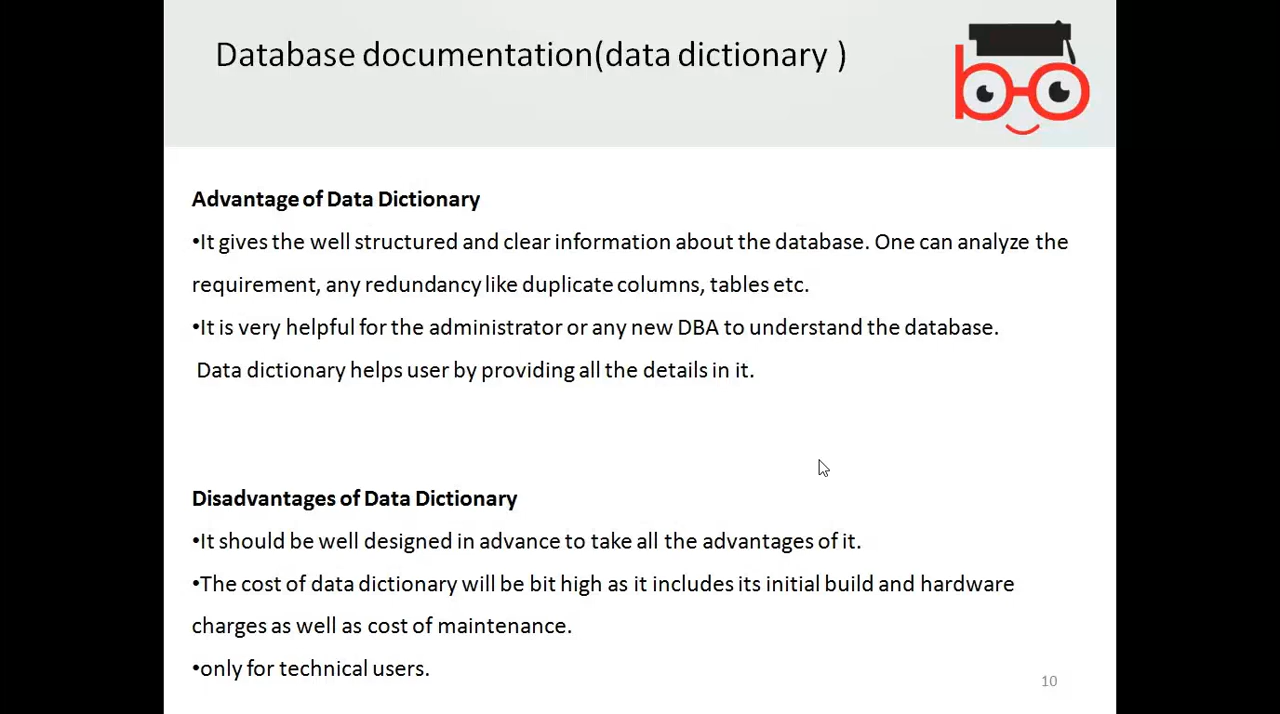 Database documentation(data dictionary )
bo
Advantage of Data Dictionary
•It gives the well structured and clear information about the database. One can analyze the
requirement, any redundancy like duplicate columns, tables etc.
•It is very helpful for the administrator or any new DBA to understand the database.
Data dictionary helps user by providing all the details in it.
Disadvantages of Data Dictionary
•It should be well designed in advance to take all the advantages of it.
•The cost of data dictionary will be bit high as it includes its initial build and hardware
charges as well as cost of maintenance.
•only for technical users.
10